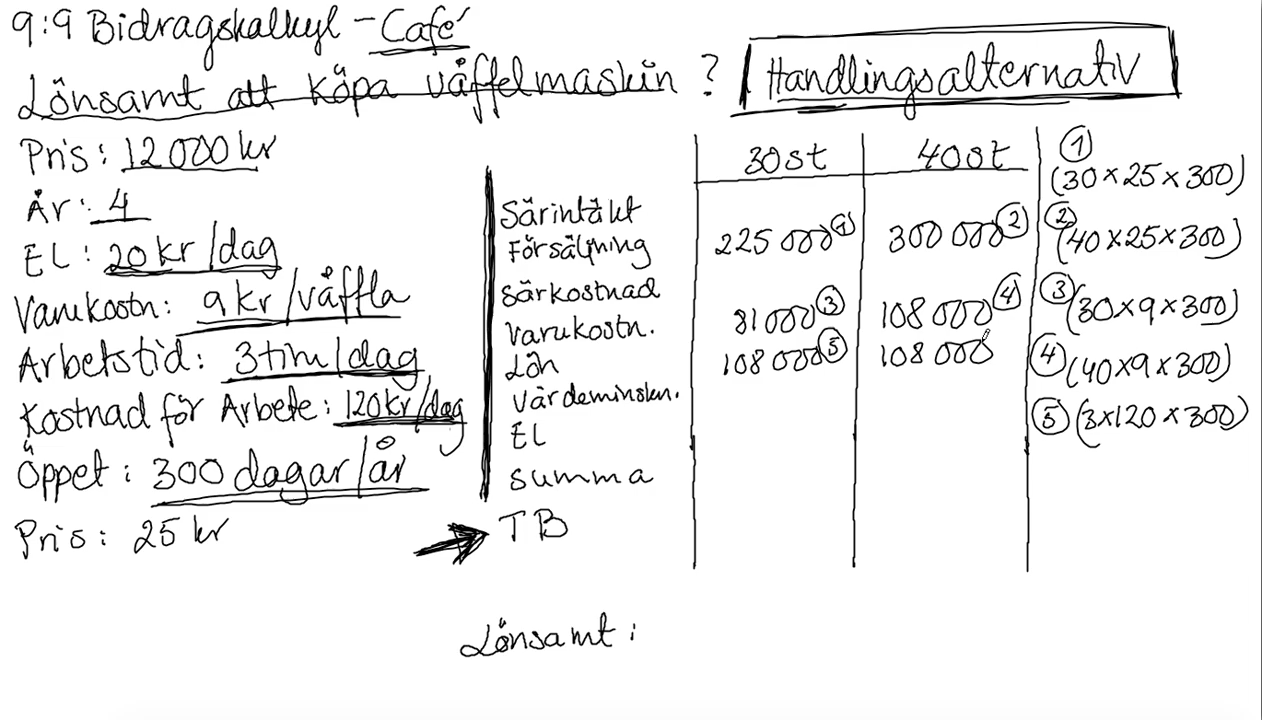 9:9 Bidragskalkyl - Café
Lönsamt att köpa våffelmaskin ?
Handlingsalternativ
Pris: 12 000 kr
År: 4
EL: 20 kr/dag
Varukostn: 9 kr/våffla
Arbetstid: 3 tim/dag
Kostnad för Arbete: 120 kr/dag
Öppet: 300 dagar/år
Pris: 25 kr
30 st 40 st
Särintäkt
Försäljning 225 000 ① 300 000 ②
Särkostnad
Varukostn. 81 000 ③ 108 000 ④
Lön 108 000 ⑤ 108 000
Värdeminskn.
EL
Summa
TB
① (30×25×300)
② (40×25×300)
③ (30×9×300)
④ (40×9×300)
⑤ (3×120×300)
Lönsamt: